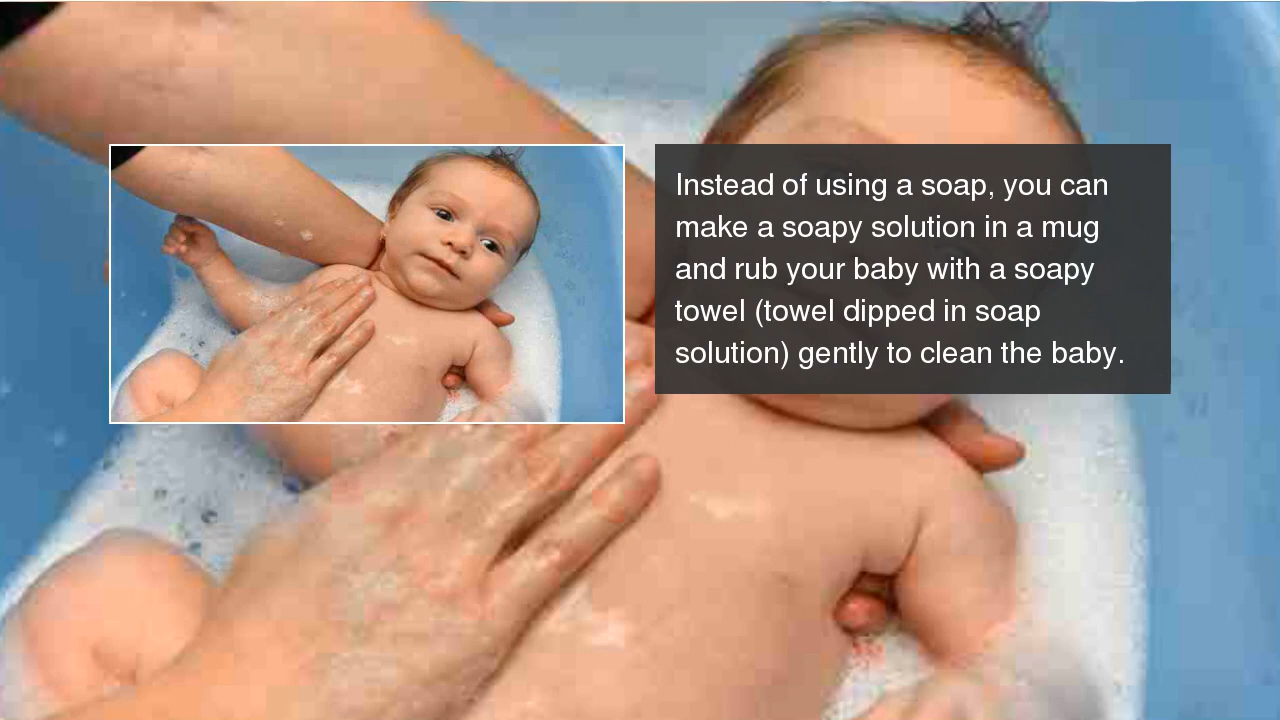 Instead of using a soap, you can
make a soapy solution in a mug
and rub your baby with a soapy
towel (towel dipped in soap
solution) gently to clean the baby.